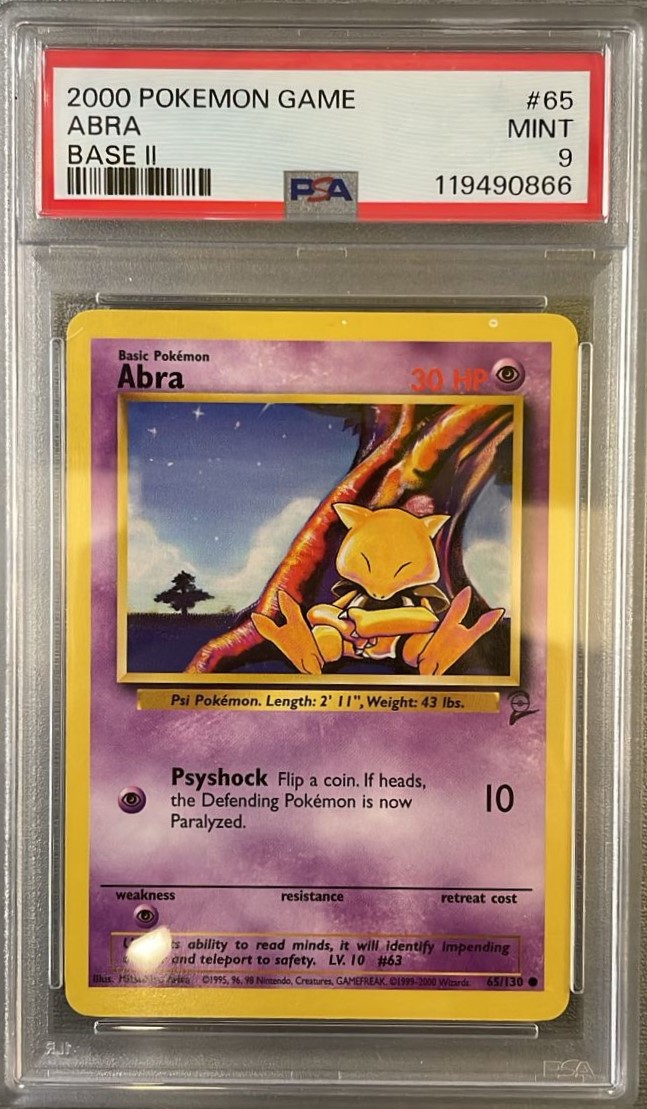 2000 POKEMON GAME #65
ABRA MINT
BASE II 9
PSA 119490866
Basic Pokémon
Abra 30 HP
Psi Pokémon. Length: 2' 11", Weight: 43 lbs.
Psyshock Flip a coin. If heads,
the Defending Pokémon is now
Paralyzed.
10
weakness resistance retreat cost
its ability to read minds, it will identify impending
and teleport to safety. LV. 10 #63
Illus. ©1995, 96, 98 Nintendo, Creatures, GAMEFREAK. ©1999-2000 Wizards. 65/130
PSA